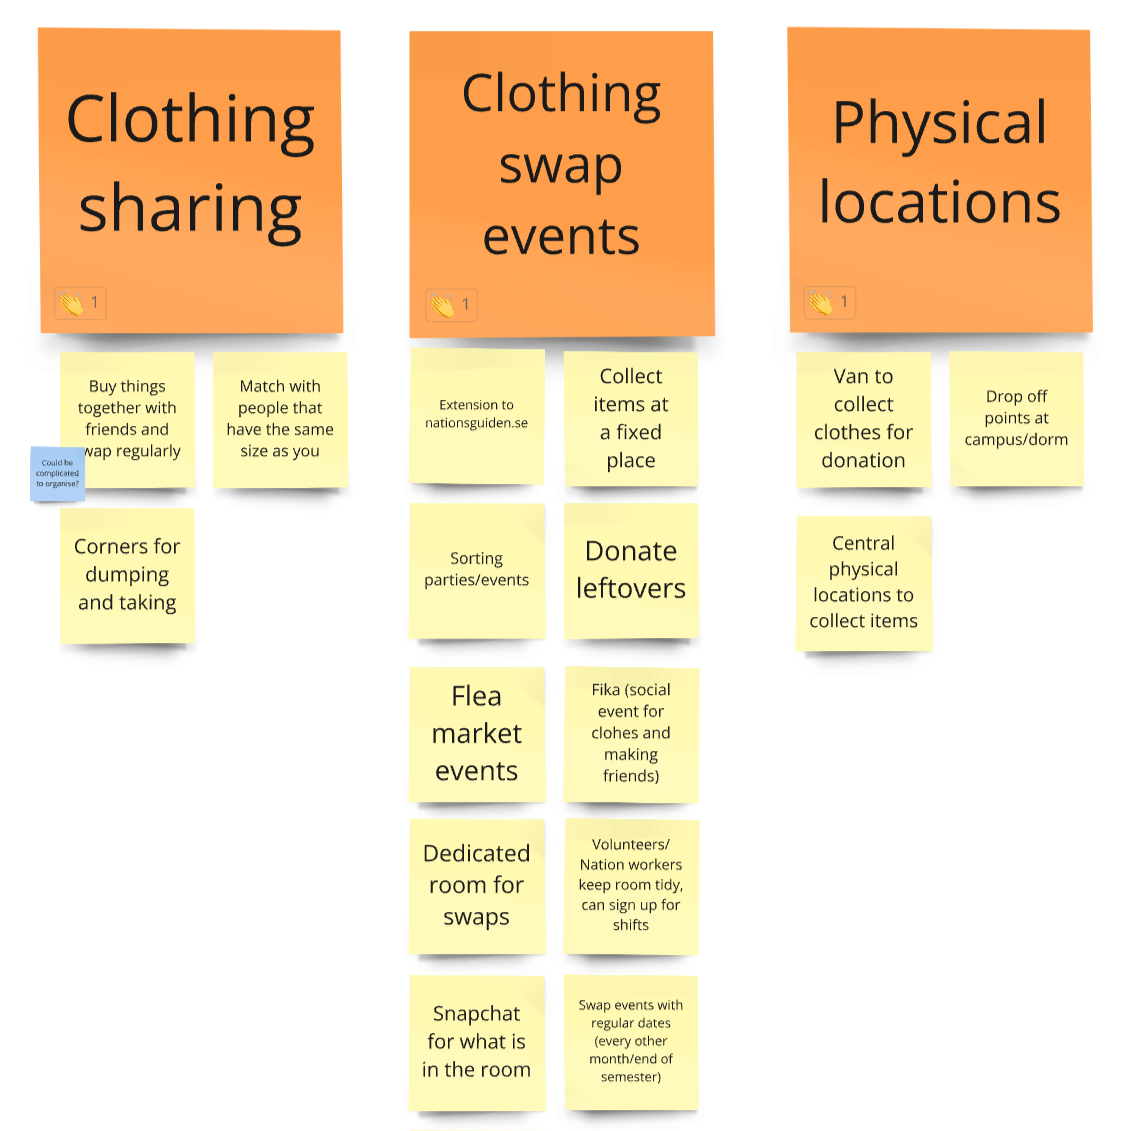 Clothing
sharing
1
Buy things
together with
friends and
wap regularly
Could be
complicated
to organise?
Match with
people that
have the same
size as you
Corners for
dumping
and taking
Clothing
swap
events
1
Extension to
nationsguiden.se
Collect
items at
a fixed
place
Sorting
parties/events
Donate
leftovers
Flea
market
events
Fika (social
event for
clohes and
making
friends)
Dedicated
room for
swaps
Volunteers/
Nation workers
keep room tidy,
can sign up for
shifts
Snapchat
for what is
in the room
Swap events with
regular dates
(every other
month/end of
semester)
Physical
locations
1
Van to
collect
clothes for
donation
Drop off
points at
campus/dorm
Central
physical
locations to
collect items